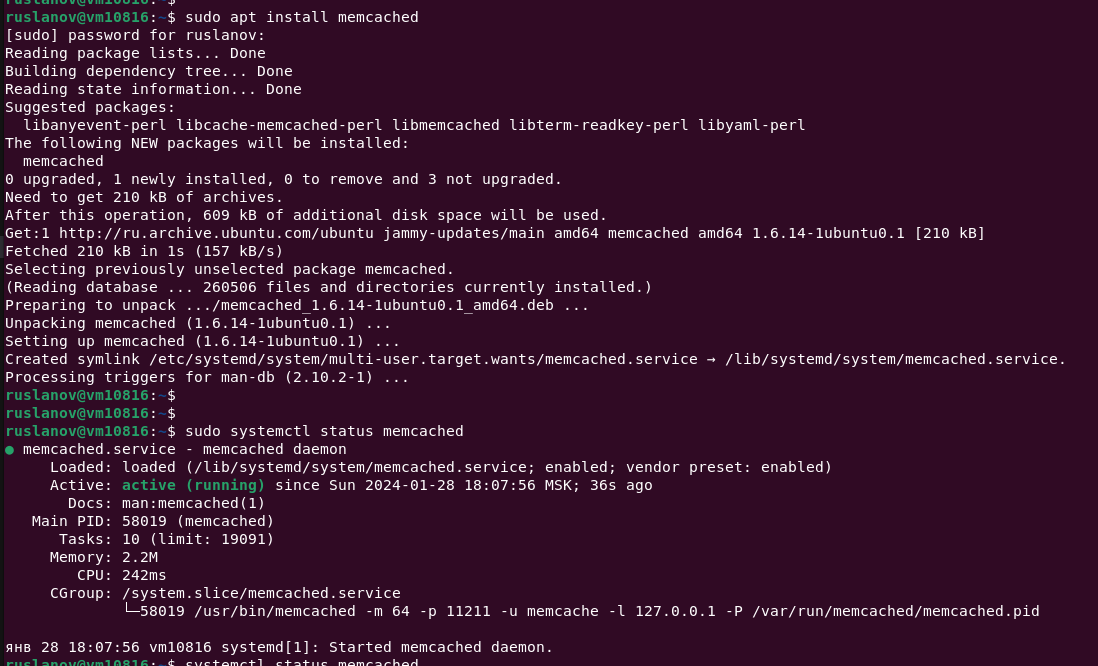 ruslanov@vm10816:~$
ruslanov@vm10816:~$ sudo apt install memcached
[sudo] password for ruslanov:
Reading package lists... Done
Building dependency tree... Done
Reading state information... Done
Suggested packages:
  libanyevent-perl libcache-memcached-perl libmemcached libterm-readkey-perl libyaml-perl
The following NEW packages will be installed:
  memcached
0 upgraded, 1 newly installed, 0 to remove and 3 not upgraded.
Need to get 210 kB of archives.
After this operation, 609 kB of additional disk space will be used.
Get:1 http://ru.archive.ubuntu.com/ubuntu jammy-updates/main amd64 memcached amd64 1.6.14-1ubuntu0.1 [210 kB]
Fetched 210 kB in 1s (157 kB/s)
Selecting previously unselected package memcached.
(Reading database ... 260506 files and directories currently installed.)
Preparing to unpack .../memcached_1.6.14-1ubuntu0.1_amd64.deb ...
Unpacking memcached (1.6.14-1ubuntu0.1) ...
Setting up memcached (1.6.14-1ubuntu0.1) ...
Created symlink /etc/systemd/system/multi-user.target.wants/memcached.service → /lib/systemd/system/memcached.service.
Processing triggers for man-db (2.10.2-1) ...
ruslanov@vm10816:~$
ruslanov@vm10816:~$
ruslanov@vm10816:~$ sudo systemctl status memcached
● memcached.service - memcached daemon
     Loaded: loaded (/lib/systemd/system/memcached.service; enabled; vendor preset: enabled)
     Active: active (running) since Sun 2024-01-28 18:07:56 MSK; 36s ago
       Docs: man:memcached(1)
   Main PID: 58019 (memcached)
      Tasks: 10 (limit: 19091)
     Memory: 2.2M
        CPU: 242ms
     CGroup: /system.slice/memcached.service
             └─58019 /usr/bin/memcached -m 64 -p 11211 -u memcache -l 127.0.0.1 -P /var/run/memcached/memcached.pid
янв 28 18:07:56 vm10816 systemd[1]: Started memcached daemon.
ruslanov@vm10816:~$ systemctl status memcached